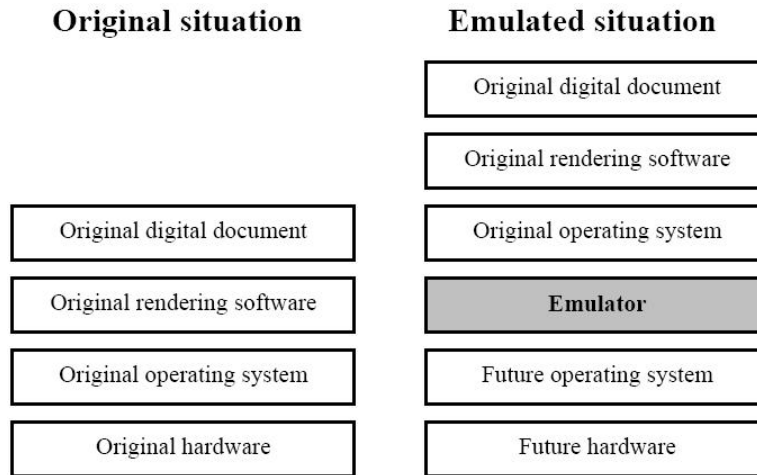 Original situation
Original digital document
Original rendering software
Original operating system
Original hardware
Emulated situation
Original digital document
Original rendering software
Original operating system
Emulator
Future operating system
Future hardware